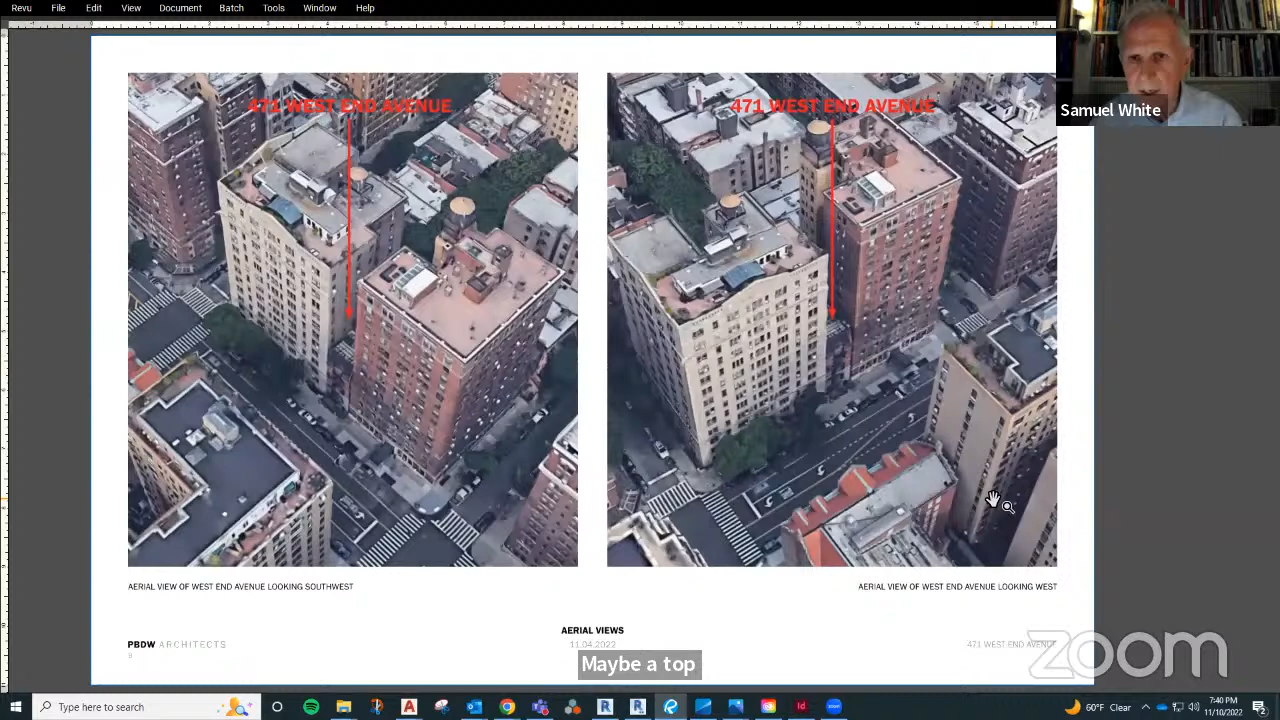 Revu File Edit View Document Batch Tools Window Help
471 WEST END AVENUE
471 WEST END AVENUE
Samuel White
AERIAL VIEW OF WEST END AVENUE LOOKING SOUTHWEST
AERIAL VIEW OF WEST END AVENUE LOOKING WEST
AERIAL VIEWS
PBDW ARCHITECTS
11.04.2022
471 WEST END AVENUE
Maybe a top
zoom
Type here to search
60°F Clear
7:40 PM
11/10/2022